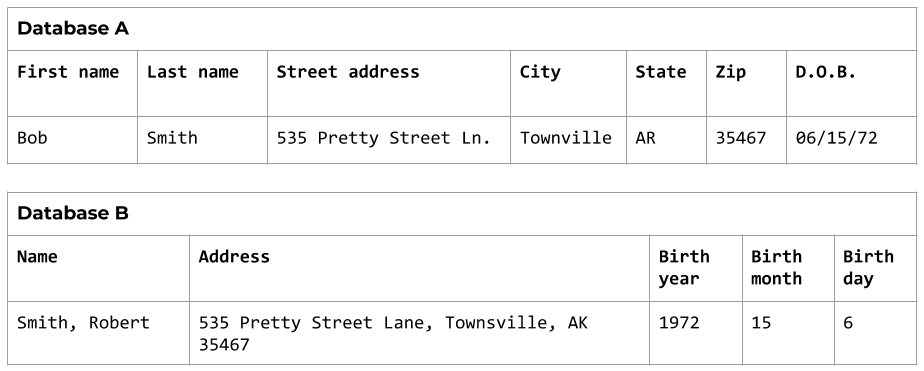 Database A
First name Last name Street address City State Zip D.O.B.
Bob Smith 535 Pretty Street Ln. Townville AR 35467 06/15/72
Database B
Name Address Birth year Birth month Birth day
Smith, Robert 535 Pretty Street Lane, Townsville, AK 1972 15 6
35467